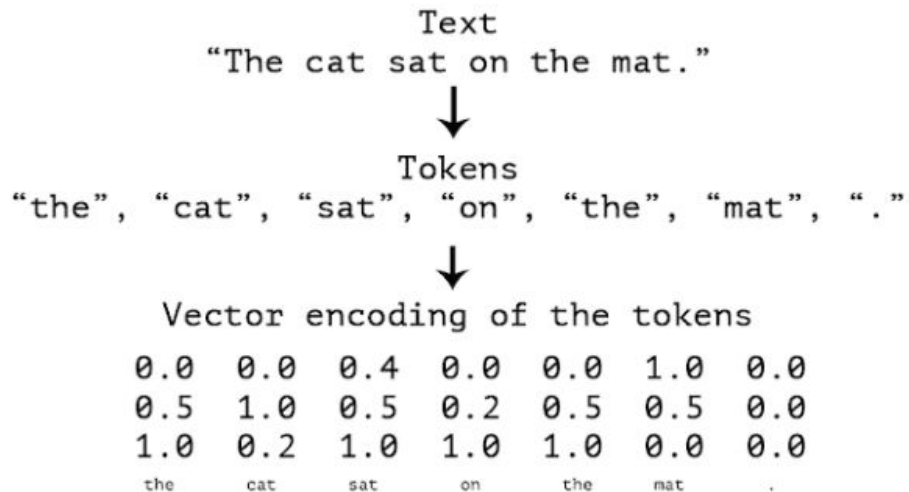 Text
“The cat sat on the mat.”
Tokens
“the”, “cat”, “sat”, “on”, “the”, “mat”, “.”
Vector encoding of the tokens
0.0 0.0 0.4 0.0 0.0 1.0 0.0
0.5 1.0 0.5 0.2 0.5 0.5 0.0
1.0 0.2 1.0 1.0 1.0 0.0 0.0
the cat sat on the mat .